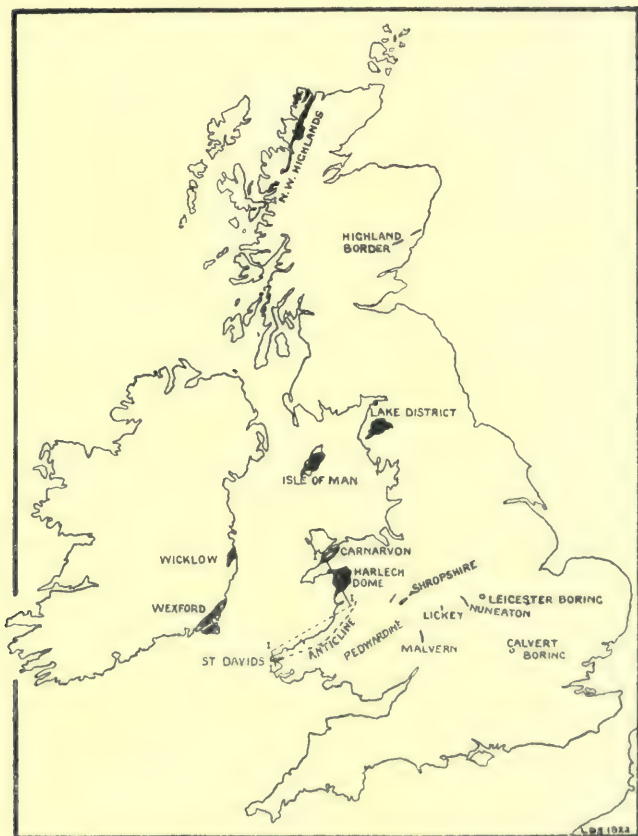 N.W. HIGHLANDS
HIGHLAND
BORDER
LAKE DISTRICT
ISLE OF MAN
WICKLOW
WEXFORD
CARNARVON
HARLECH
DOME
SHROPSHIRE
LEICESTER BORING
NUNEATON
LICKEY
PEDWARDINE
MALVERN
CALVERT
BORING
ANTICLINE
ST DAVIDS